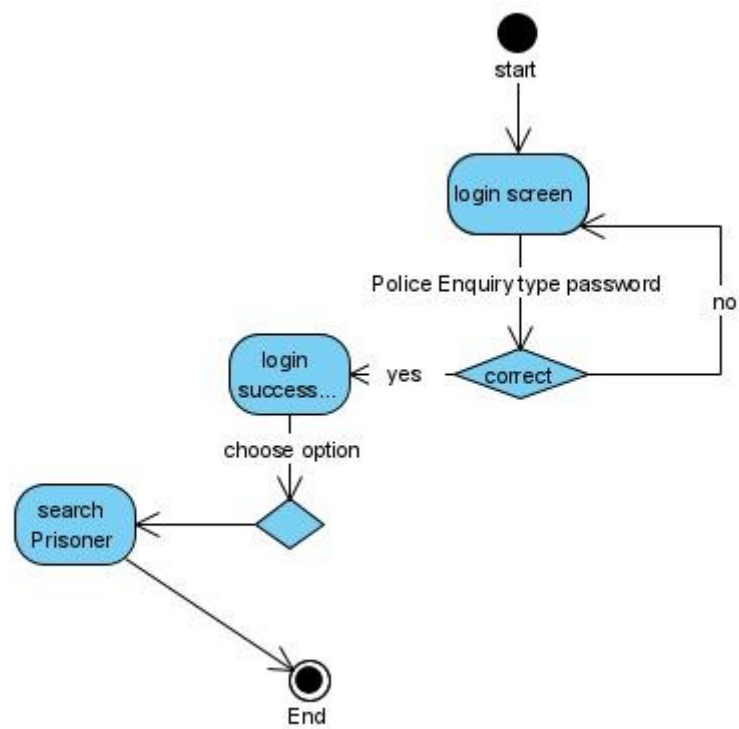 start
login screen
Police Enquiry type password
no
correct
yes
login
success...
choose option
search
Prisoner
End